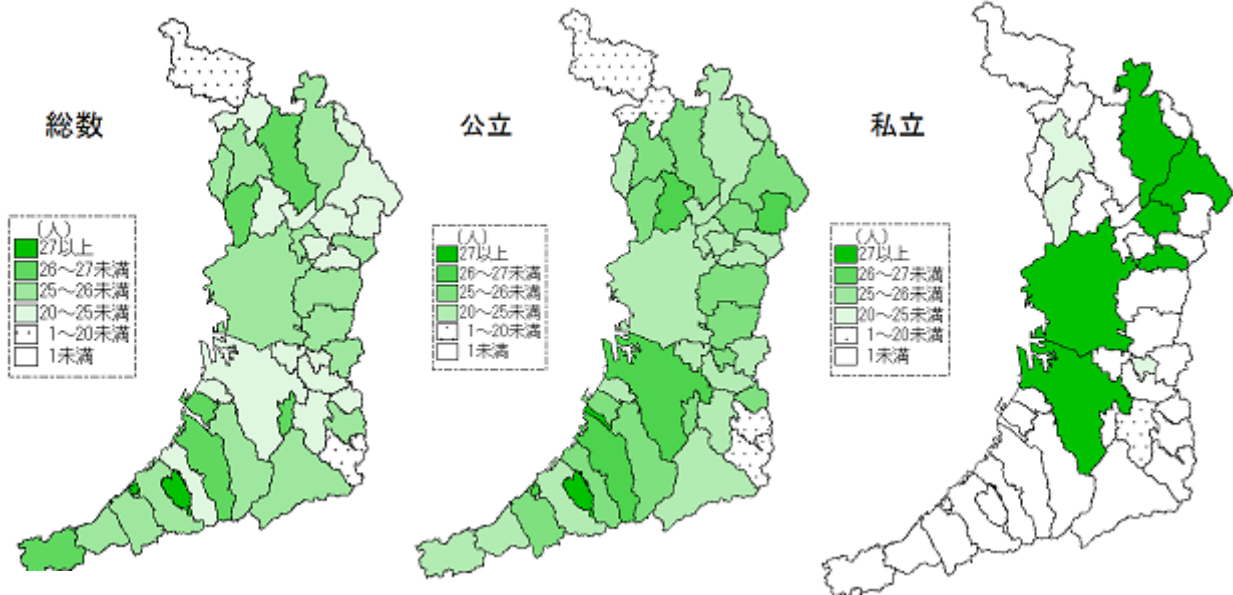 総数
(人)
27以上
26～27未満
25～26未満
20～25未満
1～20未満
1未満
公立
(人)
27以上
26～27未満
25～26未満
20～25未満
1～20未満
1未満
私立
(人)
27以上
26～27未満
25～26未満
20～25未満
1～20未満
1未満